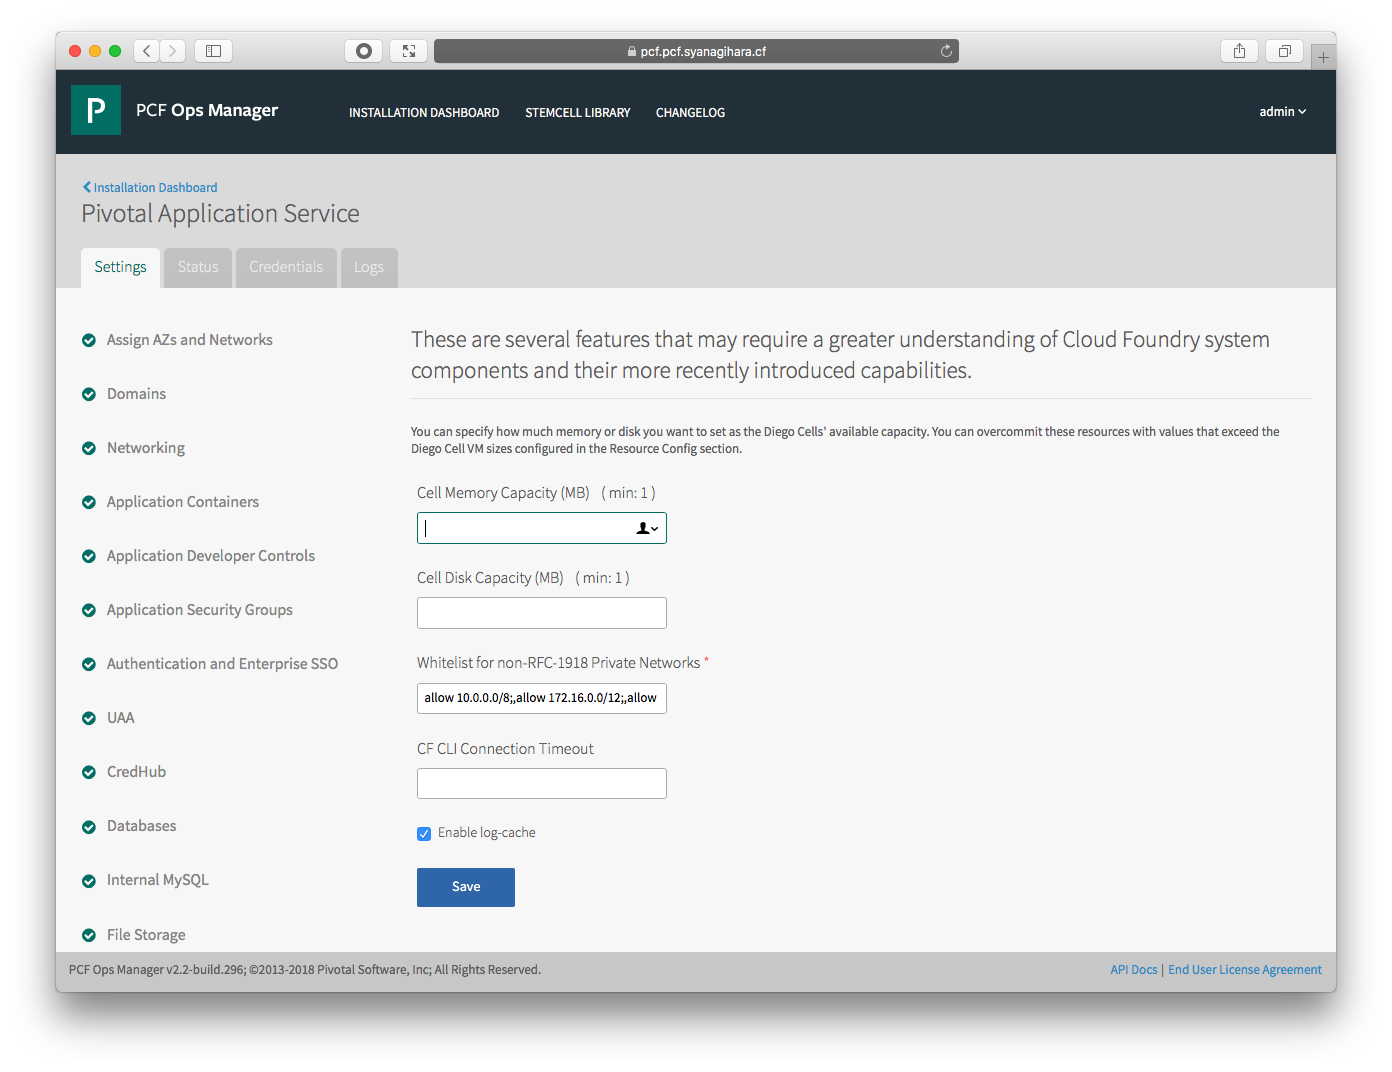 pcf.pcf.syanagihara.cf
P
PCF Ops Manager
INSTALLATION DASHBOARD
STEMCELL LIBRARY
CHANGELOG
admin
Installation Dashboard
Pivotal Application Service
Settings
Status
Credentials
Logs
Assign AZs and Networks
Domains
Networking
Application Containers
Application Developer Controls
Application Security Groups
Authentication and Enterprise SSO
UAA
CredHub
Databases
Internal MySQL
File Storage
These are several features that may require a greater understanding of Cloud Foundry system
components and their more recently introduced capabilities.
You can specify how much memory or disk you want to set as the Diego Cells' available capacity. You can overcommit these resources with values that exceed the
Diego Cell VM sizes configured in the Resource Config section.
Cell Memory Capacity (MB) ( min: 1 )
Cell Disk Capacity (MB) ( min: 1 )
Whitelist for non-RFC-1918 Private Networks *
allow 10.0.0.0/8;,allow 172.16.0.0/12;,allow
CF CLI Connection Timeout
Enable log-cache
Save
PCF Ops Manager v2.2-build.296; ©2013-2018 Pivotal Software, Inc; All Rights Reserved.
API Docs | End User License Agreement